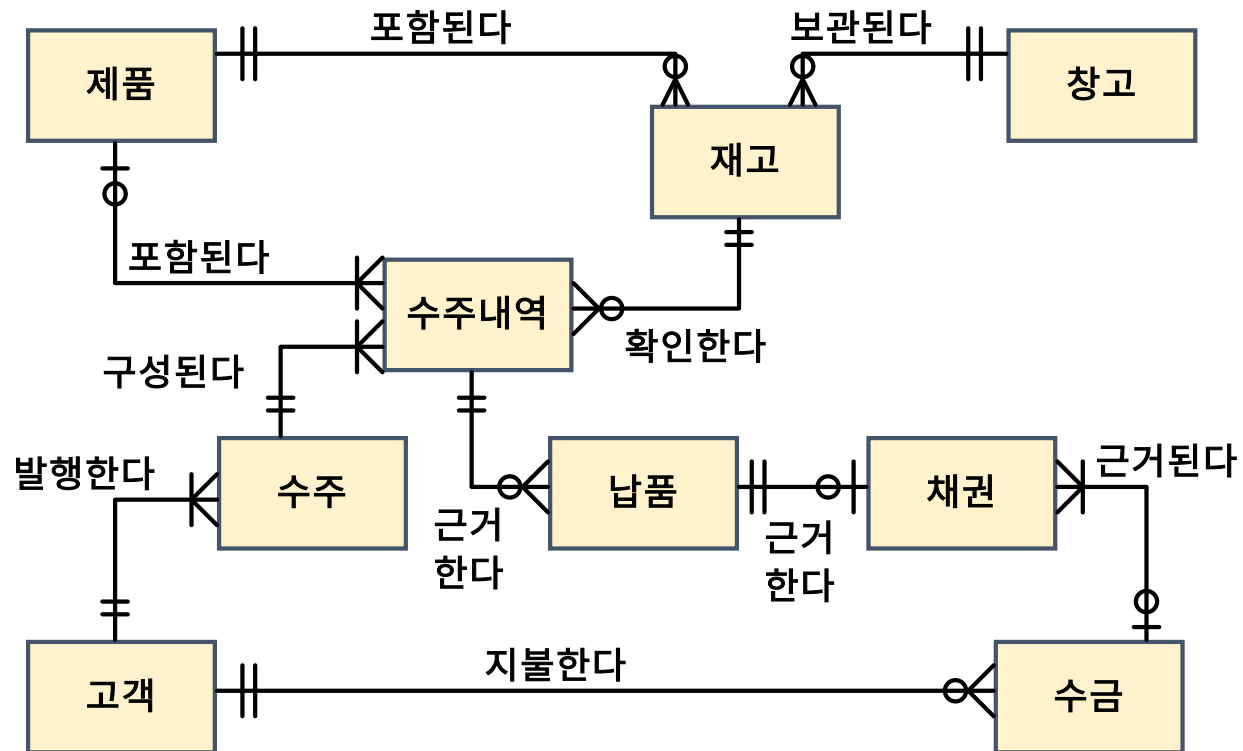 포함된다
보관된다
제품
창고
재고
포함된다
수주내역
확인한다
구성된다
발행한다
수주
납품
채권
근거된다
근거
한다
근거
한다
지불한다
고객
수금